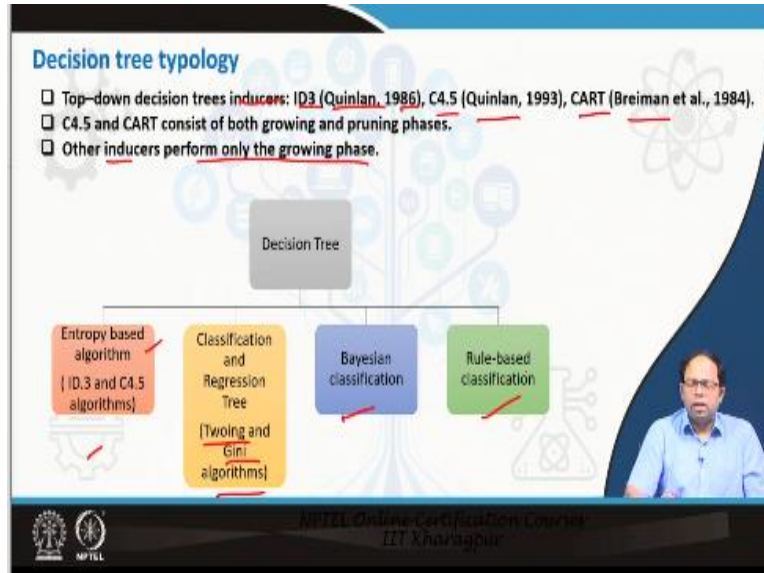 Decision tree typology
Top–down decision trees inducers: ID3 (Quinlan, 1986), C4.5 (Quinlan, 1993), CART (Breiman et al., 1984).
C4.5 and CART consist of both growing and pruning phases.
Other inducers perform only the growing phase.
Decision Tree
Entropy based
algorithm
( ID.3 and C4.5
algorithms)
Classification
and
Regression
Tree
(Twoing and
Gini
algorithms)
Bayesian
classification
Rule-based
classification
NPTEL
NPTEL Online Certification Courses
IIT Kharagpur